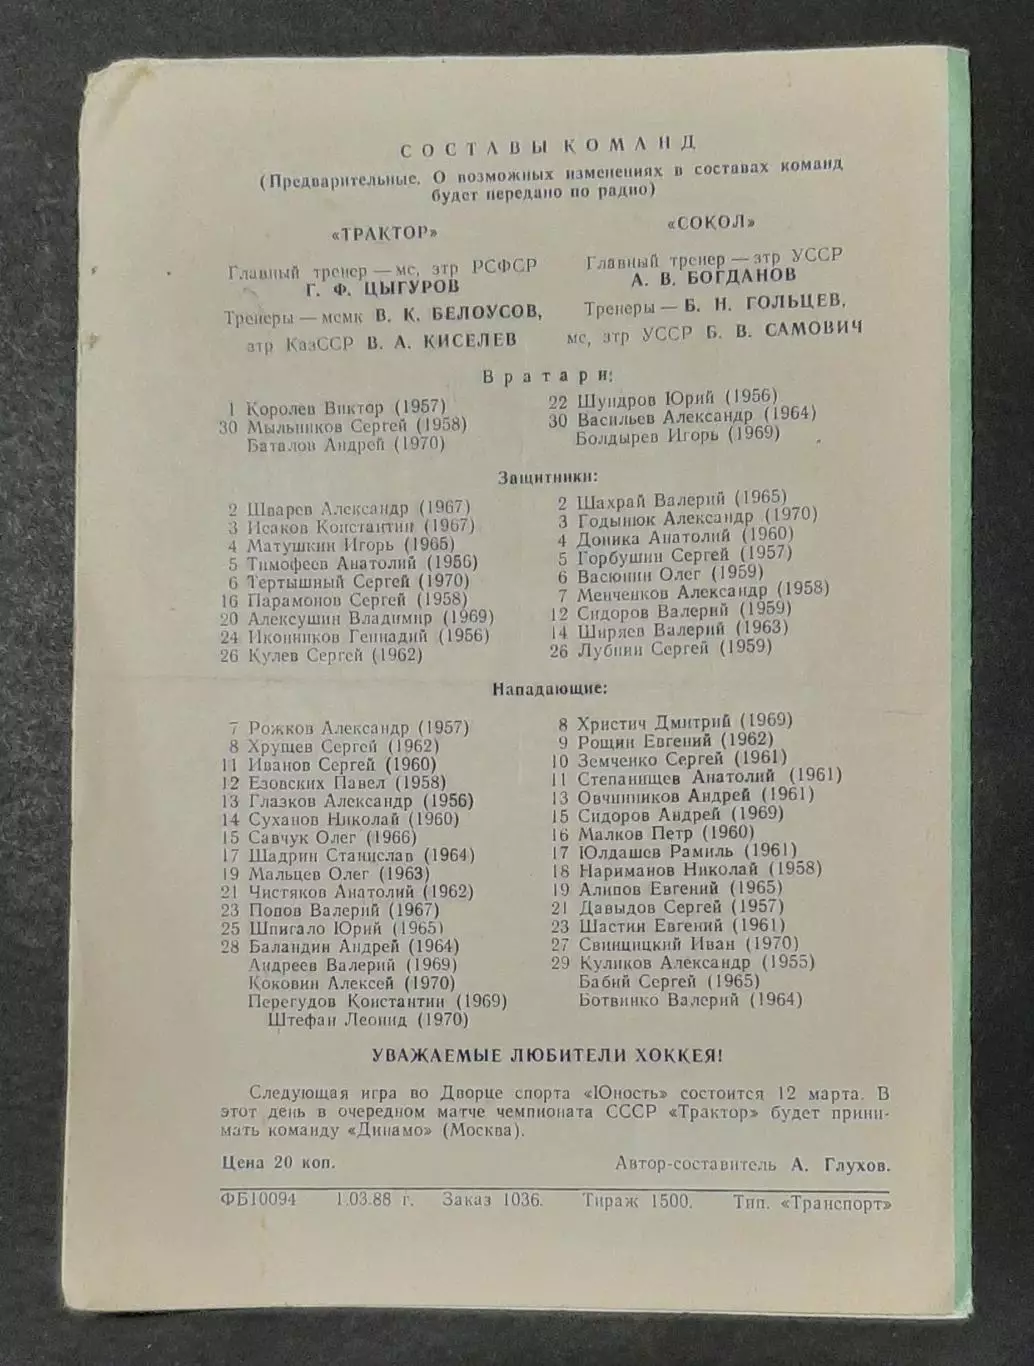 СОСТАВЫ КОМАНД
(Предварительные. О возможных изменениях в составах команд
будет передано по радио)
«ТРАКТОР»
Главный тренер — мс, зтр РСФСР
Г. Ф. ЦЫГУРОВ
Тренеры — мсмк В. К. БЕЛОУСОВ,
зтр КазССР В. А. КИСЕЛЕВ
«СОКОЛ»
Главный тренер — зтр УССР
А. В. БОГДАНОВ
Тренеры — Б. Н. ГОЛЬЦЕВ,
мс, зтр УССР Б. В. САМОВИЧ
Вратари:
1 Королев Виктор (1957)
30 Мыльников Сергей (1958)
Баталов Андрей (1970)
22 Шундров Юрий (1956)
30 Васильев Александр (1964)
Болдырев Игорь (1969)
Защитники:
2 Шварев Александр (1967)
3 Исаков Константин (1967)
4 Матушкин Игорь (1965)
5 Тимофеев Анатолий (1956)
6 Тертышный Сергей (1970)
16 Парамонов Сергей (1958)
20 Алексушин Владимир (1969)
24 Иконников Геннадий (1956)
26 Кулев Сергей (1962)
2 Шахрай Валерий (1965)
3 Годынюк Александр (1970)
4 Доника Анатолий (1960)
5 Горбушин Сергей (1957)
6 Васюнин Олег (1959)
7 Менченков Александр (1958)
12 Сидоров Валерий (1959)
14 Ширяев Валерий (1963)
26 Лубнин Сергей (1959)
Нападающие:
7 Рожков Александр (1957)
8 Хрущев Сергей (1962)
11 Иванов Сергей (1960)
12 Езовских Павел (1958)
13 Глазков Александр (1956)
14 Суханов Николай (1960)
15 Савчук Олег (1966)
17 Шадрин Станислав (1964)
19 Мальцев Олег (1963)
21 Чистяков Анатолий (1962)
23 Попов Валерий (1967)
25 Шпигало Юрий (1965)
28 Баландин Андрей (1964)
Андреев Валерий (1969)
Коковин Алексей (1970)
Перегудов Константин (1969)
Штефан Леонид (1970)
8 Христич Дмитрий (1969)
9 Рощин Евгений (1962)
10 Земченко Сергей (1961)
11 Степанищев Анатолий (1961)
13 Овчинников Андрей (1961)
15 Сидоров Андрей (1969)
16 Малков Петр (1960)
17 Юлдашев Рамиль (1961)
18 Нариманов Николай (1958)
19 Алипов Евгений (1965)
21 Давыдов Сергей (1957)
23 Шастин Евгений (1961)
27 Свинцицкий Иван (1970)
29 Куликов Александр (1955)
Бабий Сергей (1965)
Ботвинко Валерий (1964)
УВАЖАЕМЫЕ ЛЮБИТЕЛИ ХОККЕЯ!
Следующая игра во Дворце спорта «Юность» состоится 12 марта. В
этот день в очередном матче чемпионата СССР «Трактор» будет прини-
мать команду «Динамо» (Москва).
Цена 20 коп. Автор-составитель А. Глухов.
ФБ10094 1.03.88 г. Заказ 1036. Тираж 1500. Тип. «Транспорт»